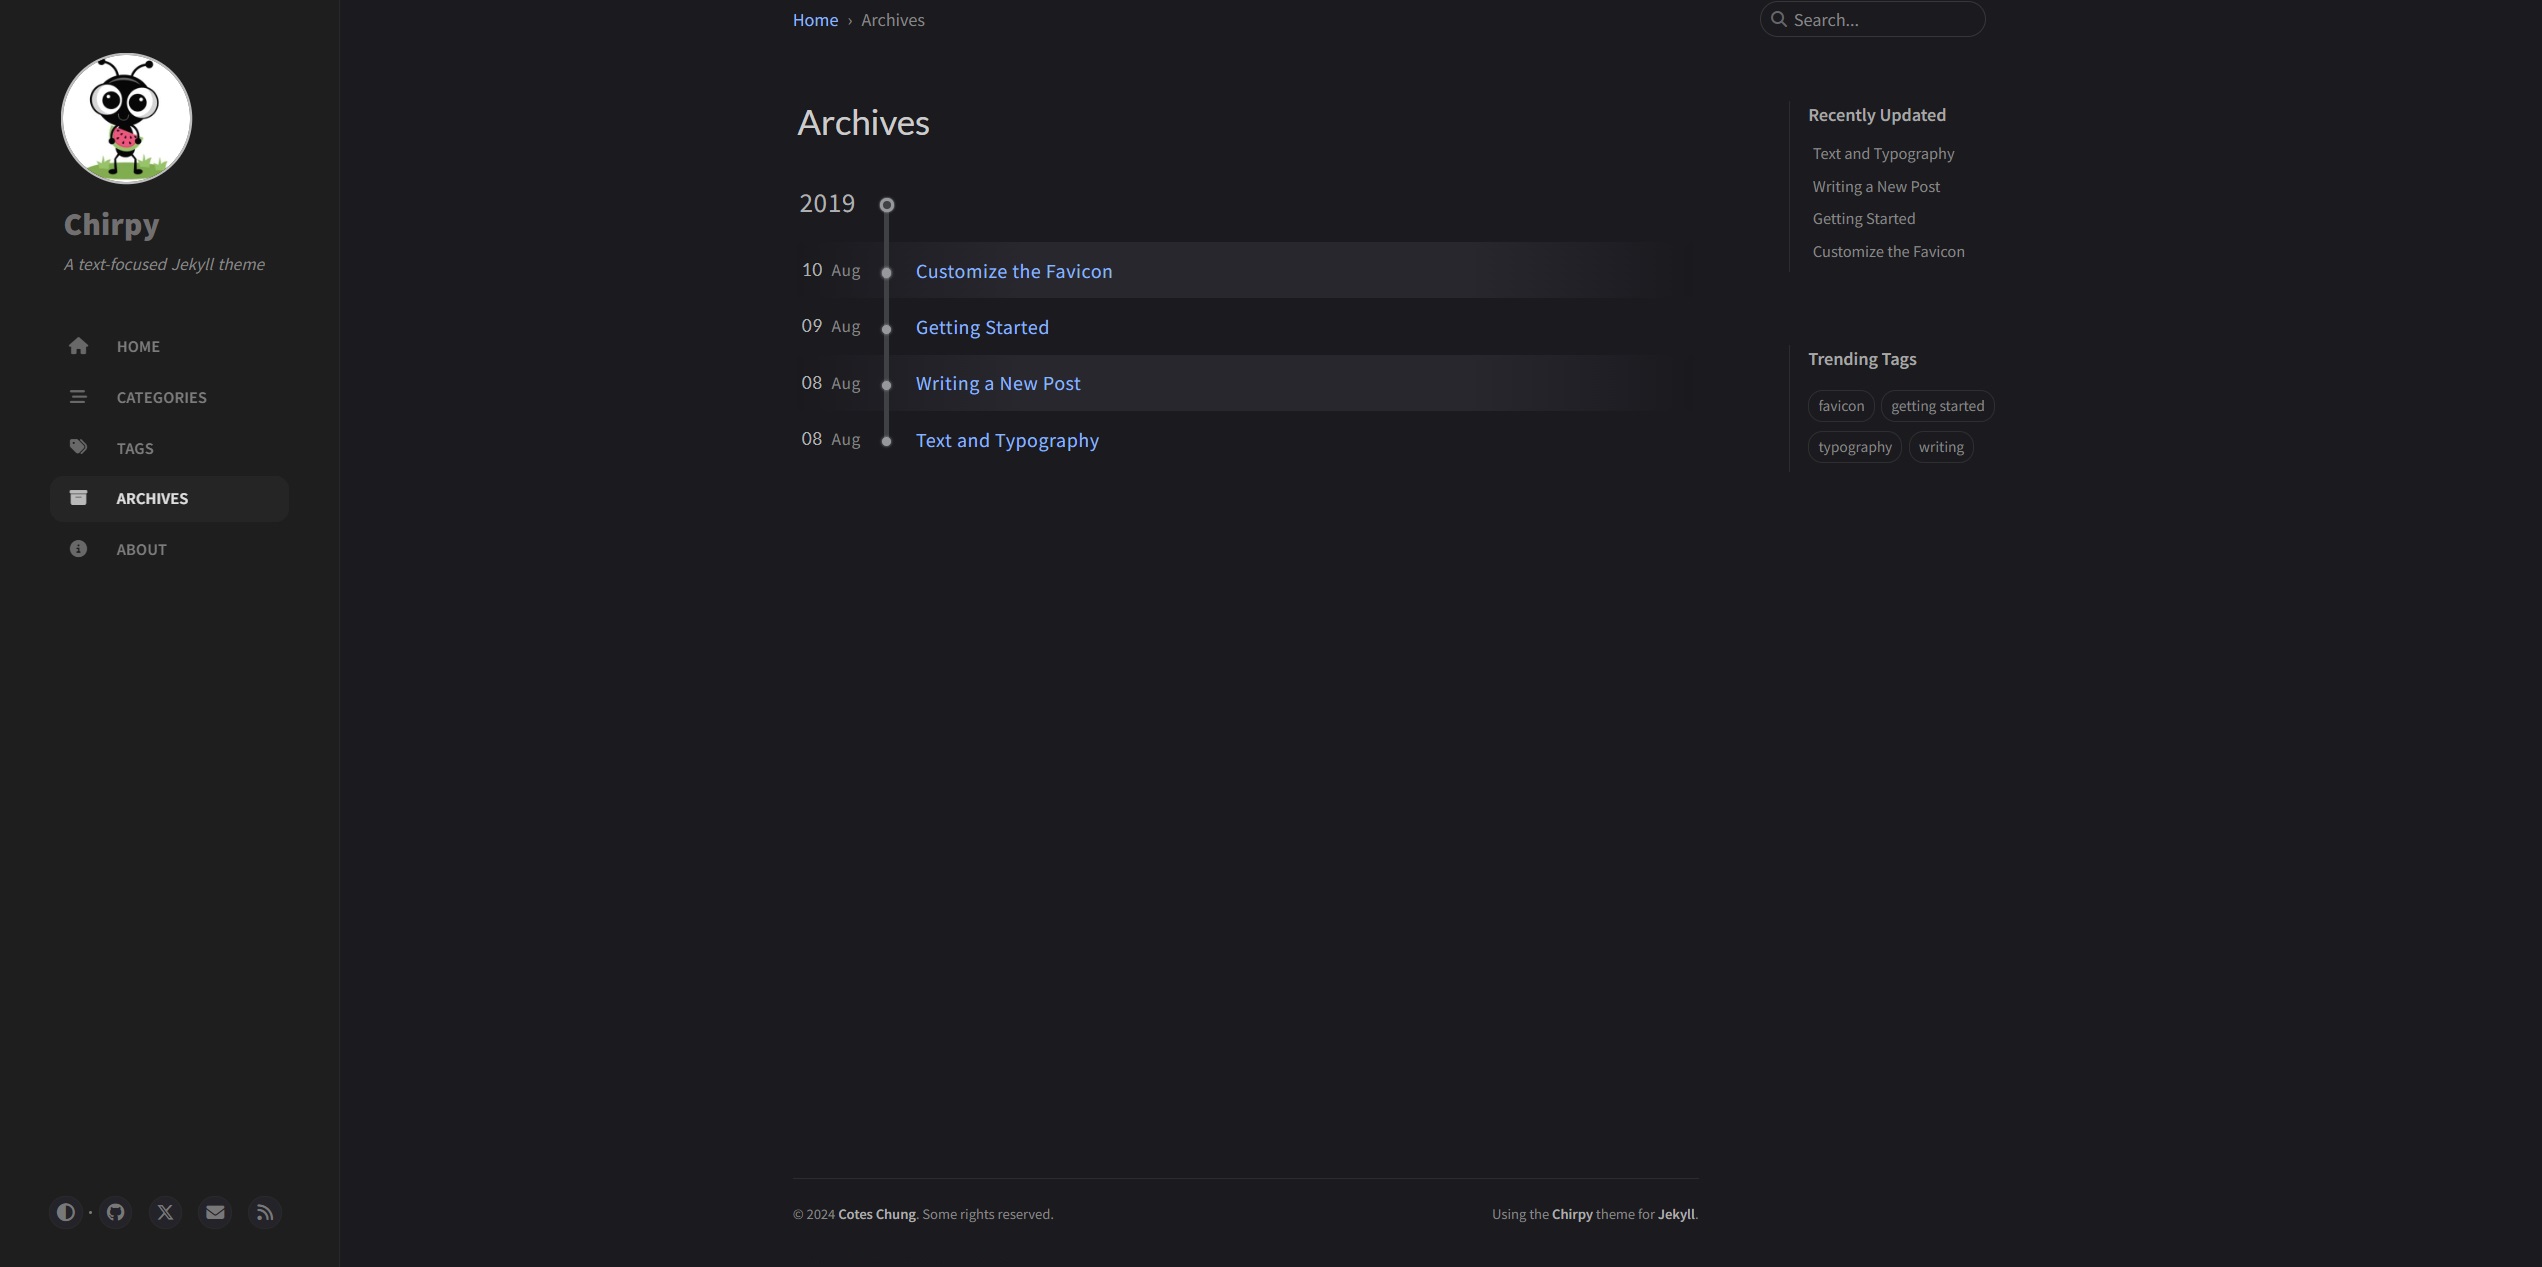 Chirpy
A text-focused Jekyll theme
HOME
CATEGORIES
TAGS
ARCHIVES
ABOUT
Home › Archives
Search...
Archives
2019
10 Aug Customize the Favicon
09 Aug Getting Started
08 Aug Writing a New Post
08 Aug Text and Typography
Recently Updated
Text and Typography
Writing a New Post
Getting Started
Customize the Favicon
Trending Tags
favicon getting started
typography writing
© 2024 Cotes Chung. Some rights reserved.
Using the Chirpy theme for Jekyll.